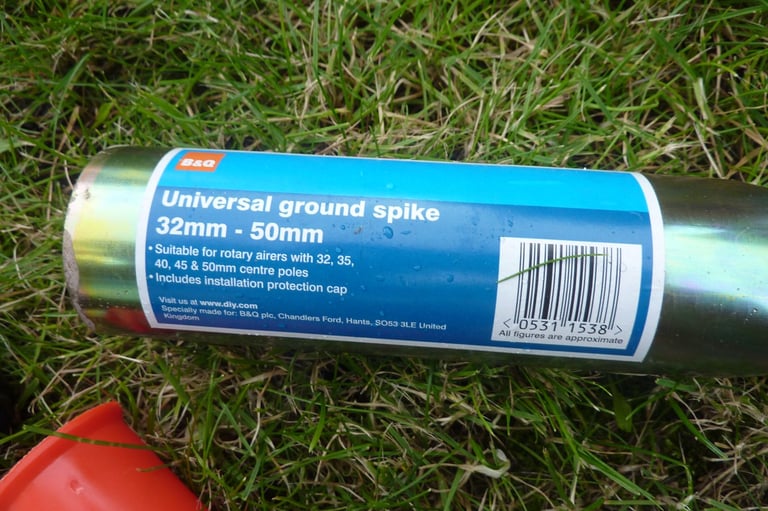 B&Q
Universal ground spike
32mm - 50mm
• Suitable for rotary airers with 32, 35,
40, 45 & 50mm centre poles
• Includes installation protection cap
Visit us at www.diy.com
Specially made for: B&Q plc, Chandlers Ford, Hants, SO53 3LE United
Kingdom
< 0531 1538 >
All figures are approximate